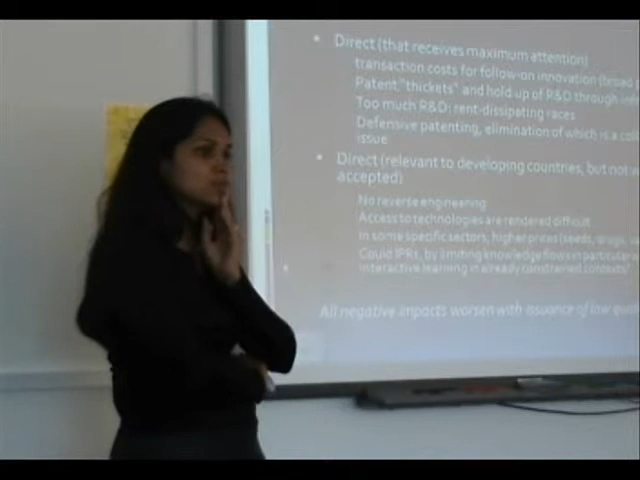 Direct (that receives maximum attention)
transaction costs for follow-on innovation (broad
Patent "thickets" and hold up of R&D through
Too much R&D: rent-dissipating races
Defensive patenting, elimination of which is a
issue
Direct (relevant to developing countries, but not
accepted)
No reverse engineering
Access to technologies are rendered difficult
In some specific sectors, higher prices (seeds, drugs,
Could IPRs, by limiting knowledge flows in particular
interactive learning in already constrained contexts
All negative impacts worsen with issuance of low